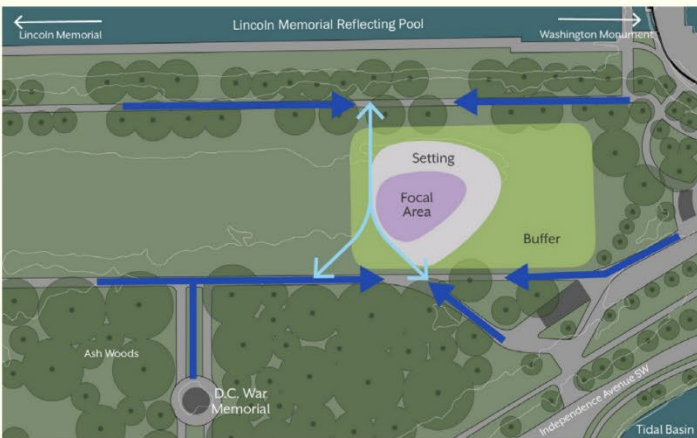 Lincoln Memorial Reflecting Pool
Lincoln Memorial
Washington Monument
Setting
Focal
Area
Buffer
Ash Woods
D.C. War
Memorial
Independence Avenue SW
Tidal Basin